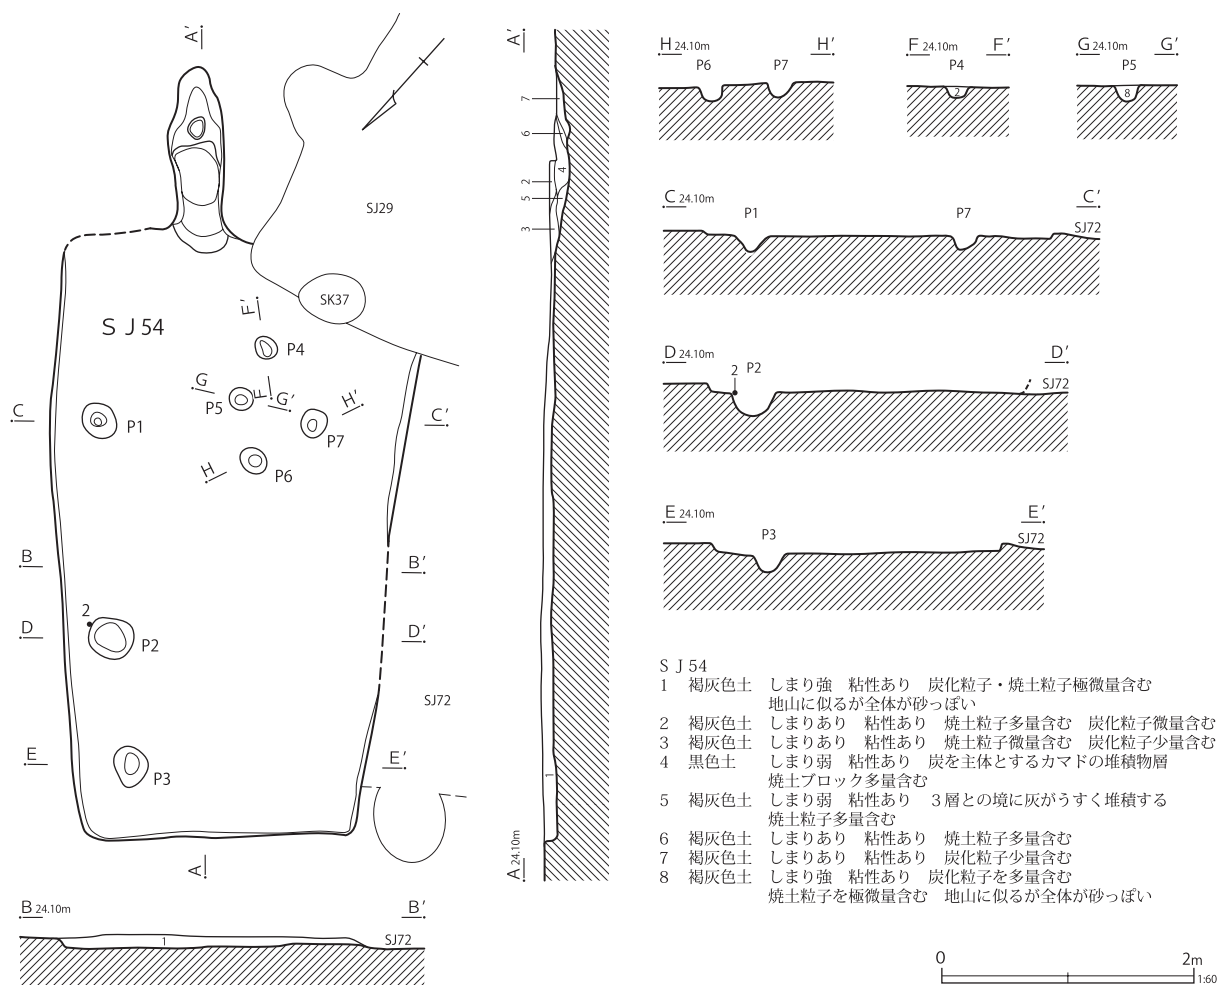 A′
SJ29
SK37
F′
S J 54
P4
G
F
P5
G′
H′
C
C′
P1
P7
H
P6
B
B′
2
D
D′
P2
SJ72
E
E′
P3
A
B 24.10m
B′
1
SJ72
A′
7
6
4
2
5
3
1
A 24.10m
H 24.10m
H′
P6
P7
F 24.10m
F′
P4
2
G 24.10m
G′
P5
8
C 24.10m
C′
P1
P7
SJ72
D 24.10m
D′
2
P2
SJ72
E 24.10m
E′
P3
SJ72
S J 54
1 褐灰色土 しまり強 粘性あり 炭化粒子・焼土粒子極微量含む
地山に似るが全体が砂っぽい
2 褐灰色土 しまりあり 粘性あり 焼土粒子多量含む 炭化粒子微量含む
3 褐灰色土 しまりあり 粘性あり 焼土粒子微量含む 炭化粒子少量含む
4 黒色土 しまり弱 粘性あり 炭を主体とするカマドの堆積物層
焼土ブロック多量含む
5 褐灰色土 しまり弱 粘性あり 3層との境に灰がうすく堆積する
焼土粒子多量含む
6 褐灰色土 しまりあり 粘性あり 焼土粒子多量含む
7 褐灰色土 しまりあり 粘性あり 炭化粒子少量含む
8 褐灰色土 しまり強 粘性あり 炭化粒子を多量含む
焼土粒子を極微量含む 地山に似るが全体が砂っぽい
0
2m
1:60